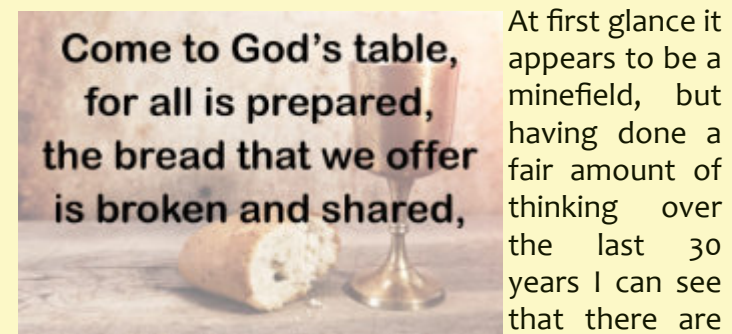 Come to God's table,
for all is prepared,
the bread that we offer
is broken and shared,
At first glance it
appears to be a
minefield, but
having done a
fair amount of
thinking over
the last 30
years I can see
that there are